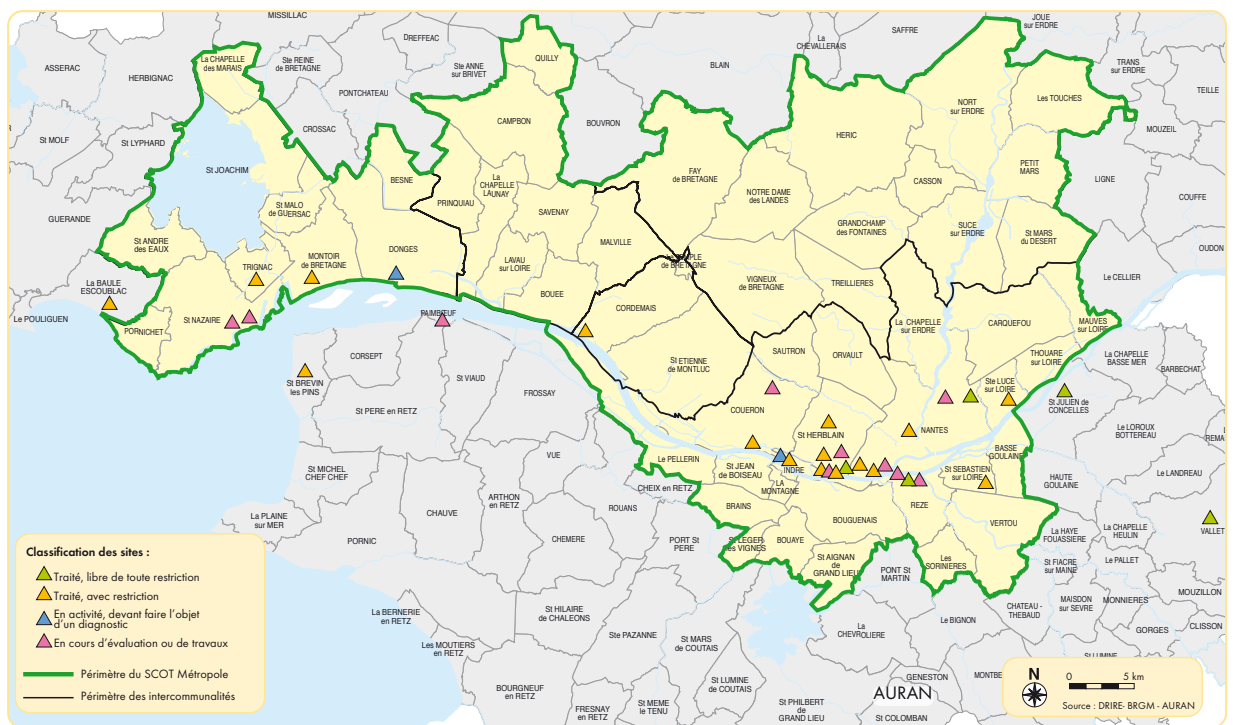 MISSILLAC
JOUE
sur ERDRE
SAFFRE
DREFFEAC
LA
CHEVALLERAIS
La CHAPELLE
des MARAIS
Ste REINE
de BRETAGNE
QUILLY
ASSERAC
HERBIGNAC
Ste ANNE
sur BRIVET
BLAIN
TRANS
sur ERDRE
PONTCHATEAU
TEILLE
NORT
sur ERDRE
Les TOUCHES
CAMPBON
BOUVRON
CROSSAC
HERIC
MOUZEIL
St MOLF
St LYPHARD
St JOACHIM
BESNE
FAY
de BRETAGNE
PETIT
MARS
LIGNE
La
CHAPELLE
LAUNAY
NOTRE DAME
des LANDES
CASSON
COUFFE
PRINQUIAU
St MALO
de GUERSAC
SAVENAY
GUERANDE
GRANDCHAMP
des FONTAINES
SUCE
sur ERDRE
St MARS
du DESERT
St ANDRE
des EAUX
MALVILLE
DONGES
OUDON
MONTOIR
de BRETAGNE
LAVAU
sur LOIRE
TRIGNAC
DE BRETAGNE
Le CELLIER
VIGNEUX
de BRETAGNE
TREILLIERES
LA BAULE
ESCOUBLAC
BOUEE
CORDEMAIS
Le POULIGUEN
St NAZAIRE
PAIMBŒUF
La CHAPELLE
sur ERDRE
CARQUEFOU
MAUVES
sur LOIRE
PORNICHET
SAUTRON
ORVAULT
CORSEPT
THOUARE
sur LOIRE
La CHAPELLE
BASSE MER
St ETIENNE
de MONTLUC
BARBECHAT
St BREVIN
les PINS
St VIAUD
FROSSAY
Ste LUCE
sur LOIRE
St JULIEN
de CONCELLES
St PERE en RETZ
COUERON
St HERBLAIN
NANTES
Le LOROUX
BOTTEREAU
VUE
Le PELLERIN
BASSE
GOULAINE
St MICHEL
CHEF CHEF
St JEAN
de BOISEAU
INDRE
St SEBASTIEN
sur LOIRE
HAUTE
GOULAINE
Le LANDREAU
CHEIX en RETZ
LA
MONTAGNE
ARTHON
en RETZ
ROUANS
BRAINS
REZE
La PLAINE
sur MER
CHAUVE
BOUGUENAIS
VERTOU
VALLET
PORNIC
CHEMERE
PORT St
PERE
St LEGER
les VIGNES
BOUAYE
La HAYE
FOUASSIERE
La CHAPELLE
HEULIN
St AIGNAN
de
GRAND LIEU
Les
SORINIERES
St FIACRE
sur MAINE
Le PALLET
PONT St
MARTIN
Classification des sites :
Traité, libre de toute restriction
Traité, avec restriction
En activité, devant faire l'objet
d'un diagnostic
En cours d'évaluation ou de travaux
Périmètre du SCOT Métropole
Périmètre des intercommunalités
MOUZILLON
La BERNERIE
en RETZ
St HILAIRE
de CHALEONS
CHATEAU -
THEBAUD
MAISDON
sur SEVRE
MONNIERES
Le BIGNON
GORGES
CLISSON
Ste PAZANNE
La
CHEVROLIERE
Les MOUTIERS
en RETZ
St MARS
de COUTAIS
St LUMINE
GENESTON
MONTBE
BOURGNEUF
en RETZ
St LUMINE
de COUTAIS
AURAN
FRESNAY
en RETZ
St MEME
le TENU
St PHILBERT
de
GRAND LIEU
St COLOMBAN
N
0 5 km
Source : DRIRE- BRGM - AURAN